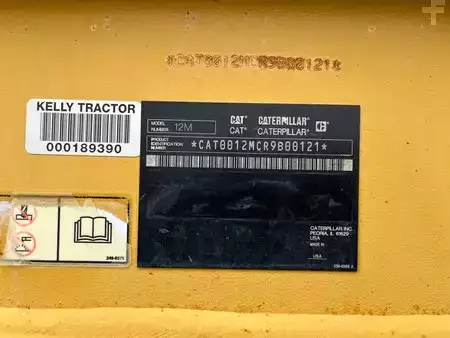 *CAT0012MCR9B00121*
KELLY TRACTOR
000189390
MODEL NUMBER 12M
CAT CATERPILLAR
CAT® CATERPILLAR®
PRODUCT IDENTIFICATION NUMBER *CAT0012MCR9B00121*
CATERPILLAR INC.
PEORIA, IL 61629
USA
MADE IN
USA